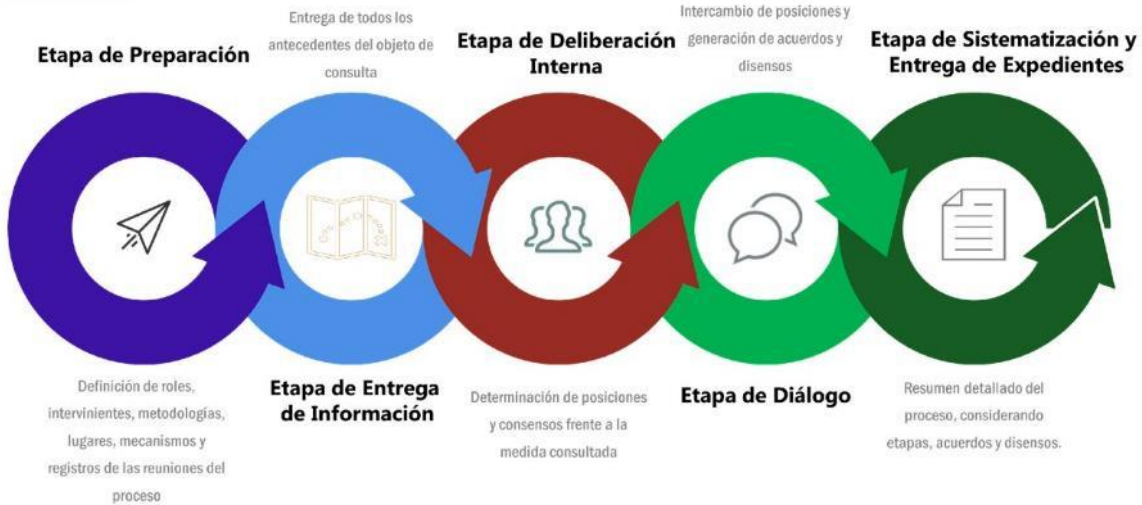 Etapa de Preparación
Definición de roles,
intervinientes, metodologías,
lugares, mecanismos y
registros de las reuniones del
proceso
Entrega de todos los
antecedentes del objeto de
consulta
Etapa de Entrega
de Información
Etapa de Deliberación
Interna
Determinación de posiciones
y consensos frente a la
medida consultada
Intercambio de posiciones y
generación de acuerdos y
disensos
Etapa de Diálogo
Etapa de Sistematización y
Entrega de Expedientes
Resumen detallado del
proceso, considerando
etapas, acuerdos y disensos.